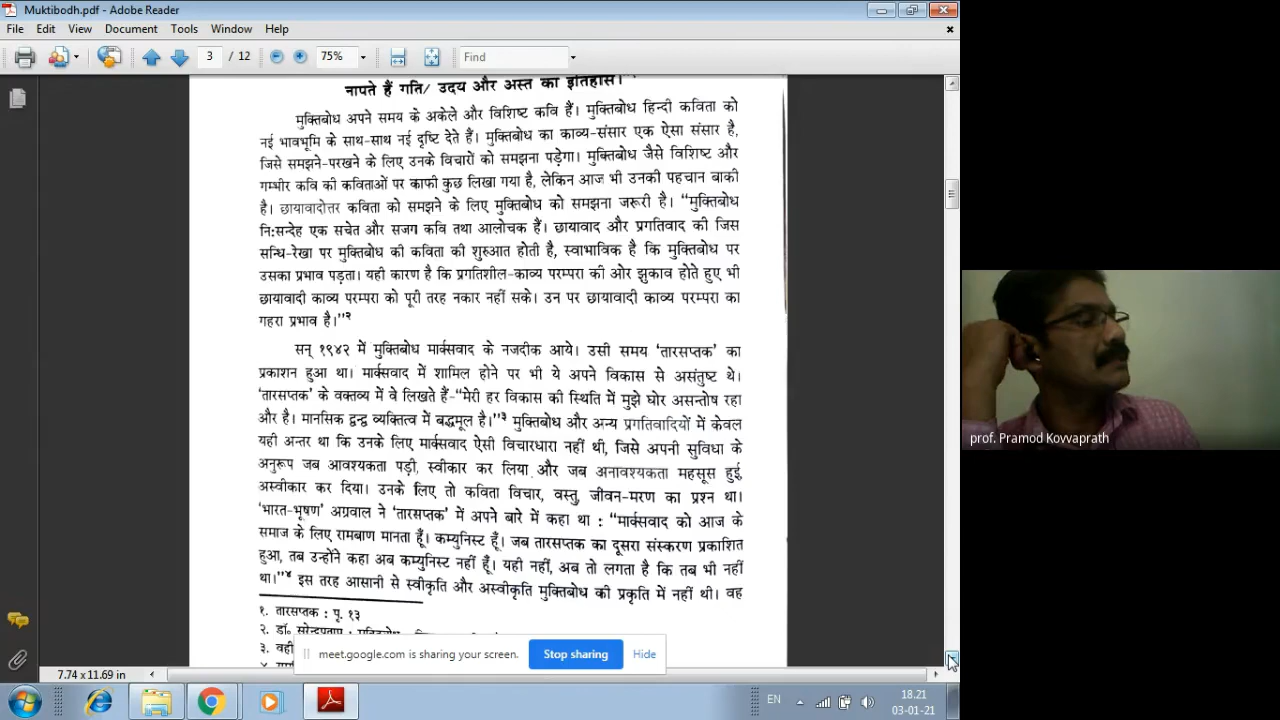 Muktibodh.pdf - Adobe Reader
File Edit View Document Tools Window Help
3 / 12 75% Find
नापते हैं गति/ उदय और अस्त का इतिहास।
मुक्तिबोध अपने समय के अकेले और विशिष्ट कवि हैं। मुक्तिबोध हिन्दी कविता को
नई भावभूमि के साथ-साथ नई दृष्टि देते हैं। मुक्तिबोध का काव्य-संसार एक ऐसा संसार है,
जिसे समझने-परखने के लिए उनके विचारों को समझना पड़ेगा। मुक्तिबोध जैसे विशिष्ट और
गम्भीर कवि की कविताओं पर काफी कुछ लिखा गया है, लेकिन आज भी उनकी पहचान बाकी
है। छायावादोत्तर कविता को समझने के लिए मुक्तिबोध को समझना जरूरी है। "मुक्तिबोध
नि:सन्देह एक सचेत और सजग कवि तथा आलोचक हैं। छायावाद और प्रगतिवाद की जिस
सन्धि-रेखा पर मुक्तिबोध की कविता की शुरुआत होती है, स्वाभाविक है कि मुक्तिबोध पर
उसका प्रभाव पड़ता। यही कारण है कि प्रगतिशील-काव्य परम्परा की ओर झुकाव होते हुए भी
छायावादी काव्य परम्परा को पूरी तरह नकार नहीं सके। उन पर छायावादी काव्य परम्परा का
गहरा प्रभाव है।"२
सन् १९४२ में मुक्तिबोध मार्क्सवाद के नजदीक आये। उसी समय 'तारसप्तक' का
प्रकाशन हुआ था। मार्क्सवाद में शामिल होने पर भी ये अपने विकास से असंतुष्ट थे।
'तारसप्तक' के वक्तव्य में वे लिखते हैं-"मेरी हर विकास की स्थिति में मुझे घोर असन्तोष रहा
और है। मानसिक द्वन्द्व व्यक्तित्व में बद्धमूल है।"३ मुक्तिबोध और अन्य प्रगतिवादियों में केवल
यही अन्तर था कि उनके लिए मार्क्सवाद ऐसी विचारधारा नहीं थी, जिसे अपनी सुविधा के
अनुरूप जब आवश्यकता पड़ी, स्वीकार कर लिया और जब अनावश्यकता महसूस हुई,
अस्वीकार कर दिया। उनके लिए तो कविता विचार, वस्तु, जीवन-मरण का प्रश्न था।
'भारत-भूषण' अग्रवाल ने 'तारसप्तक' में अपने बारे में कहा था : "मार्क्सवाद को आज के
समाज के लिए रामबाण मानता हूँ। कम्युनिस्ट हूँ। जब तारसप्तक का दूसरा संस्करण प्रकाशित
हुआ, तब उन्होंने कहा अब कम्युनिस्ट नहीं हूँ। यही नहीं, अब तो लगता है कि तब भी नहीं
था।"४ इस तरह आसानी से स्वीकृति और अस्वीकृति मुक्तिबोध की प्रकृति में नहीं थी। वह
१. तारसप्तक : पृ. १३
२. डॉ. सुरेन्द्रप्रताप :
३. वही
४.
meet.google.com is sharing your screen. Stop sharing Hide
7.74 x 11.69 in
EN 18.21
03-01-21
prof. Pramod Kovvaprath